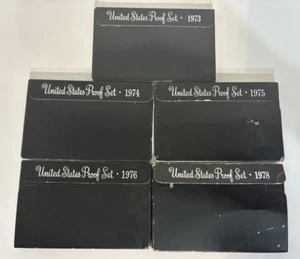 United States Proof Set · 1973
United States Proof Set · 1974
United States Proof Set · 1975
United States Proof Set · 1976
United States Proof Set · 1978